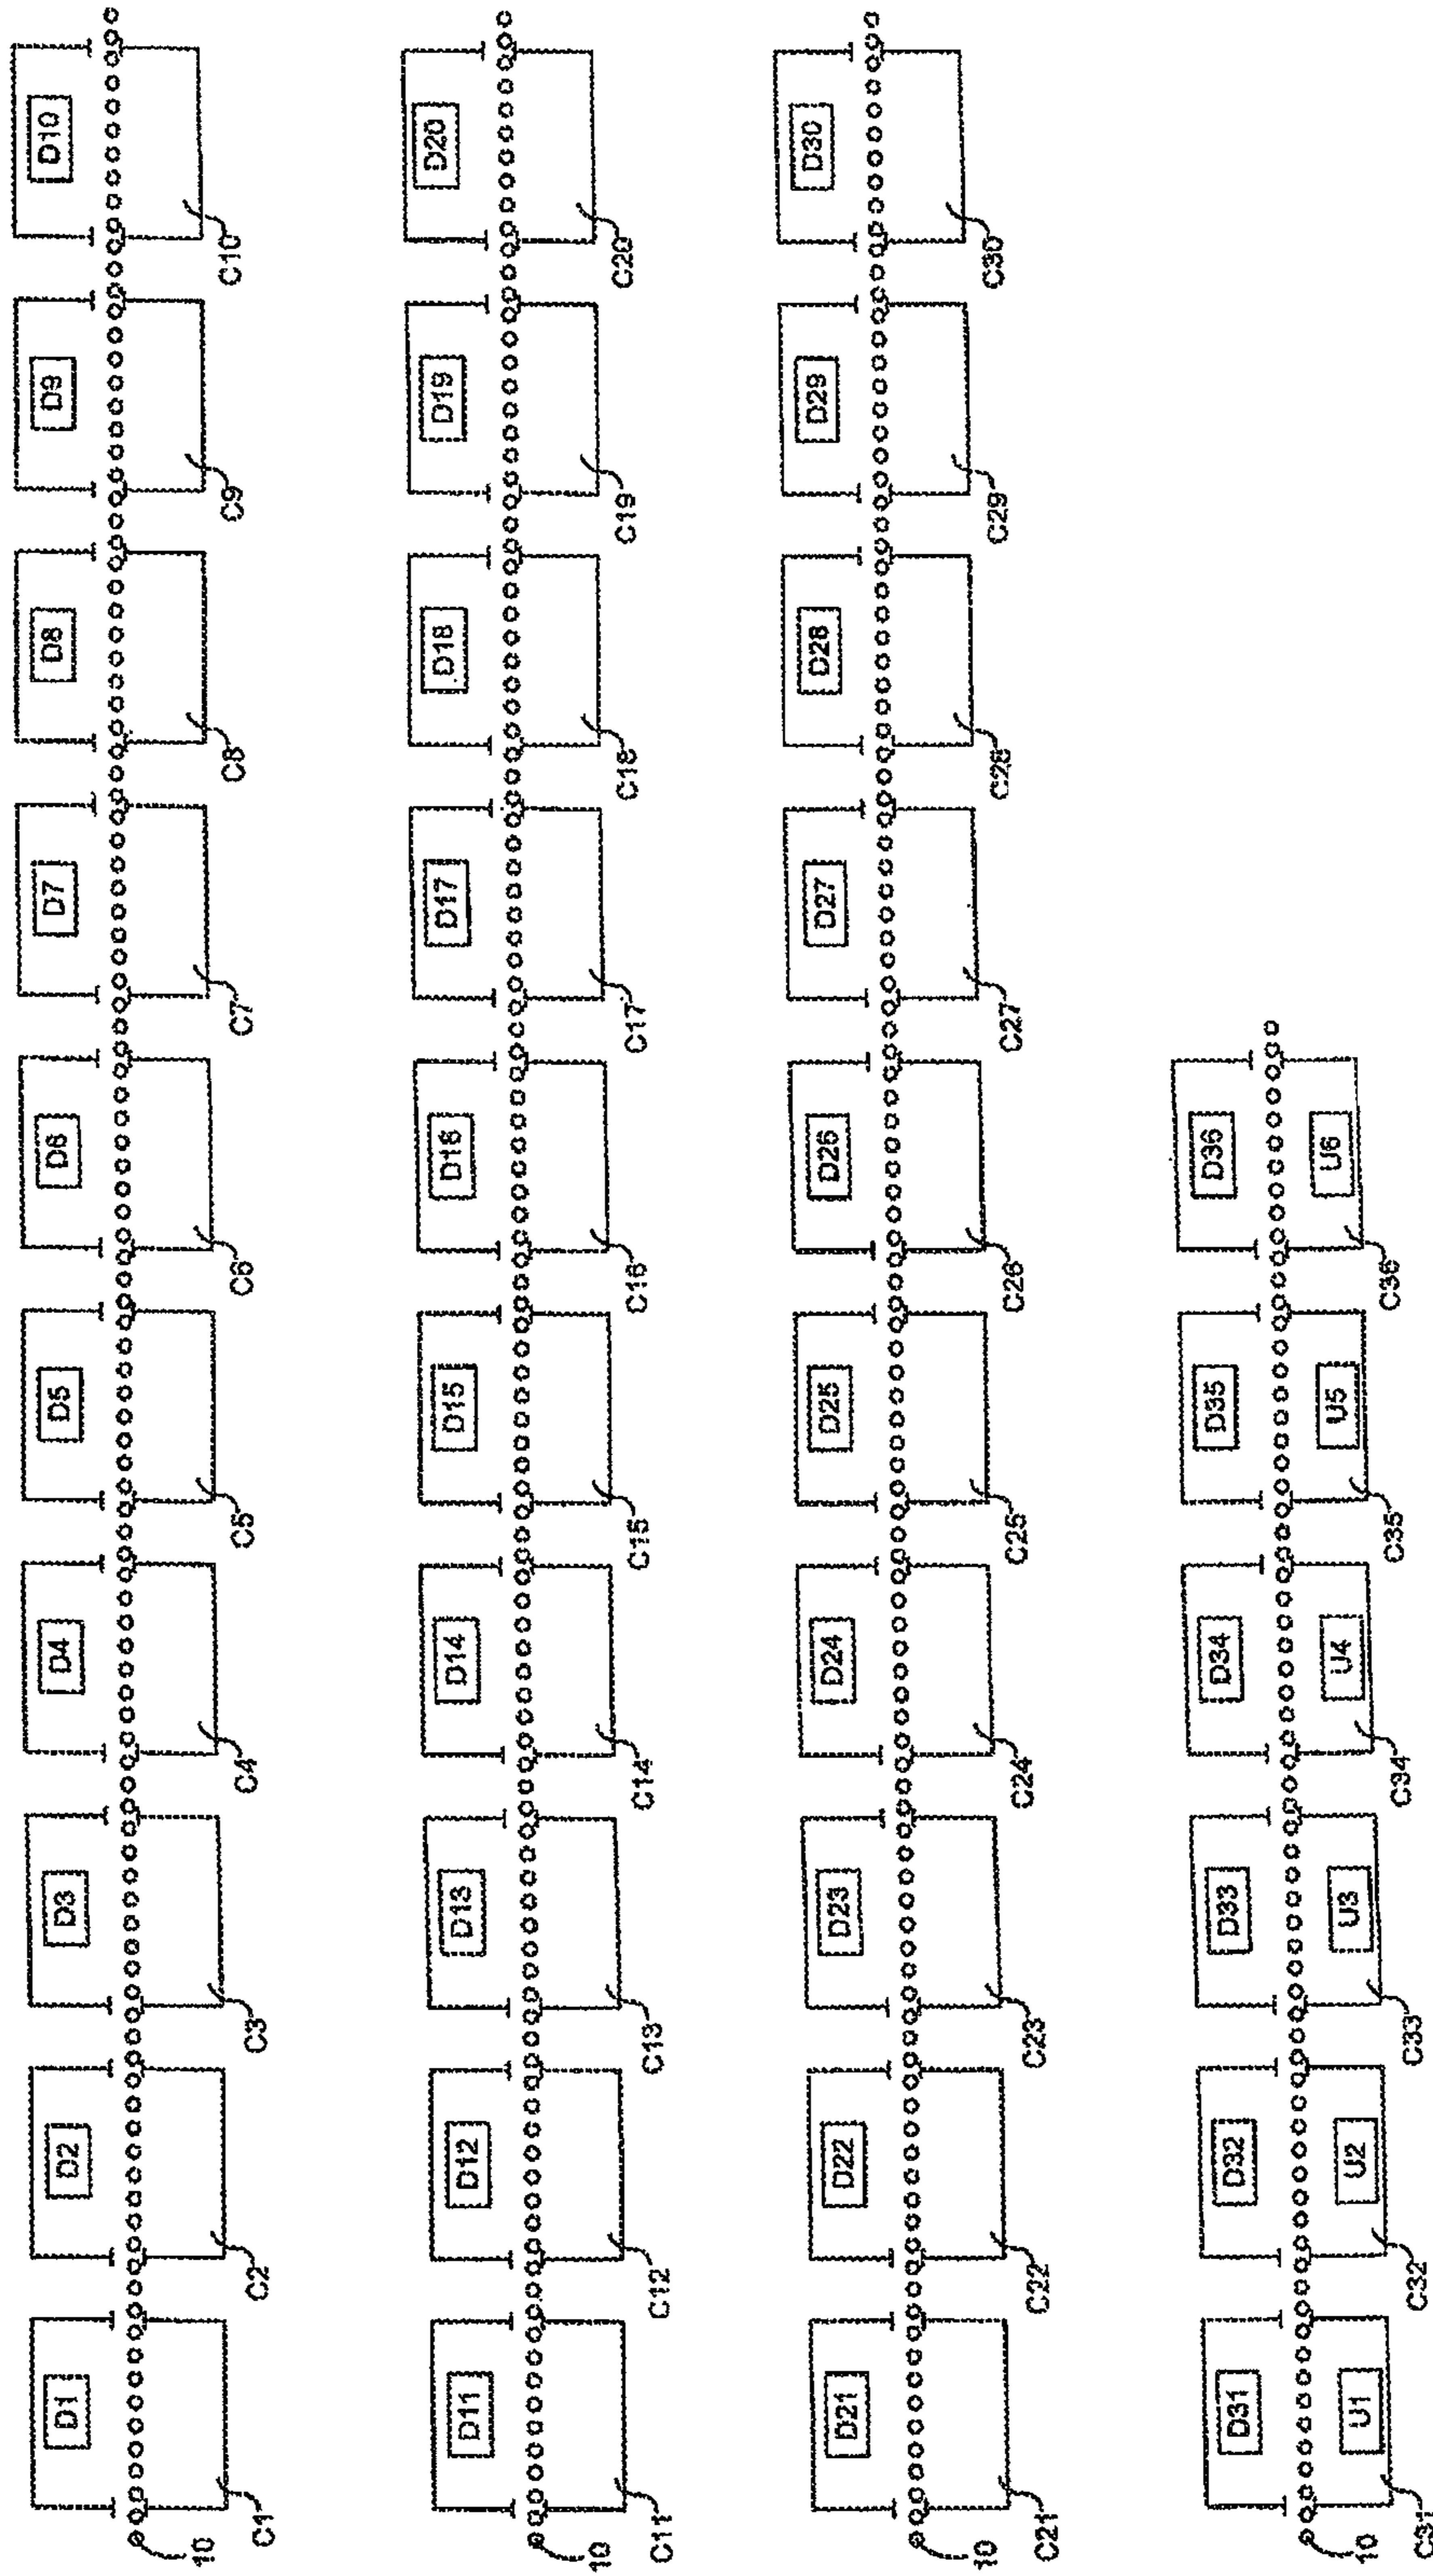 D1 D2 D3 D4 D5 D6 D7 D8 D9 D10
10 C1 C2 C3 C4 C5 C6 C7 C8 C9 C10
D11 D12 D13 D14 D15 D16 D17 D18 D19 D20
10 C11 C12 C13 C14 C15 C16 C17 C18 C19 C20
D21 D22 D23 D24 D25 D26 D27 D28 D29 D30
10 C21 C22 C23 C24 C25 C26 C27 C28 C29 C30
D31 D32 D33 D34 D35 D36
U1 U2 U3 U4 U5 U6
10 C31 C32 C33 C34 C35 C36